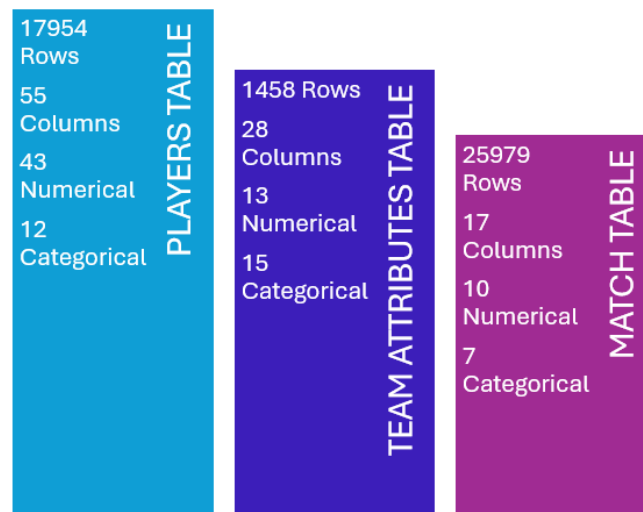 17954
Rows
55
Columns
43
Numerical
12
Categorical
PLAYERS TABLE
1458 Rows
28
Columns
13
Numerical
15
Categorical
TEAM ATTRIBUTES TABLE
25979
Rows
17
Columns
10
Numerical
7
Categorical
MATCH TABLE